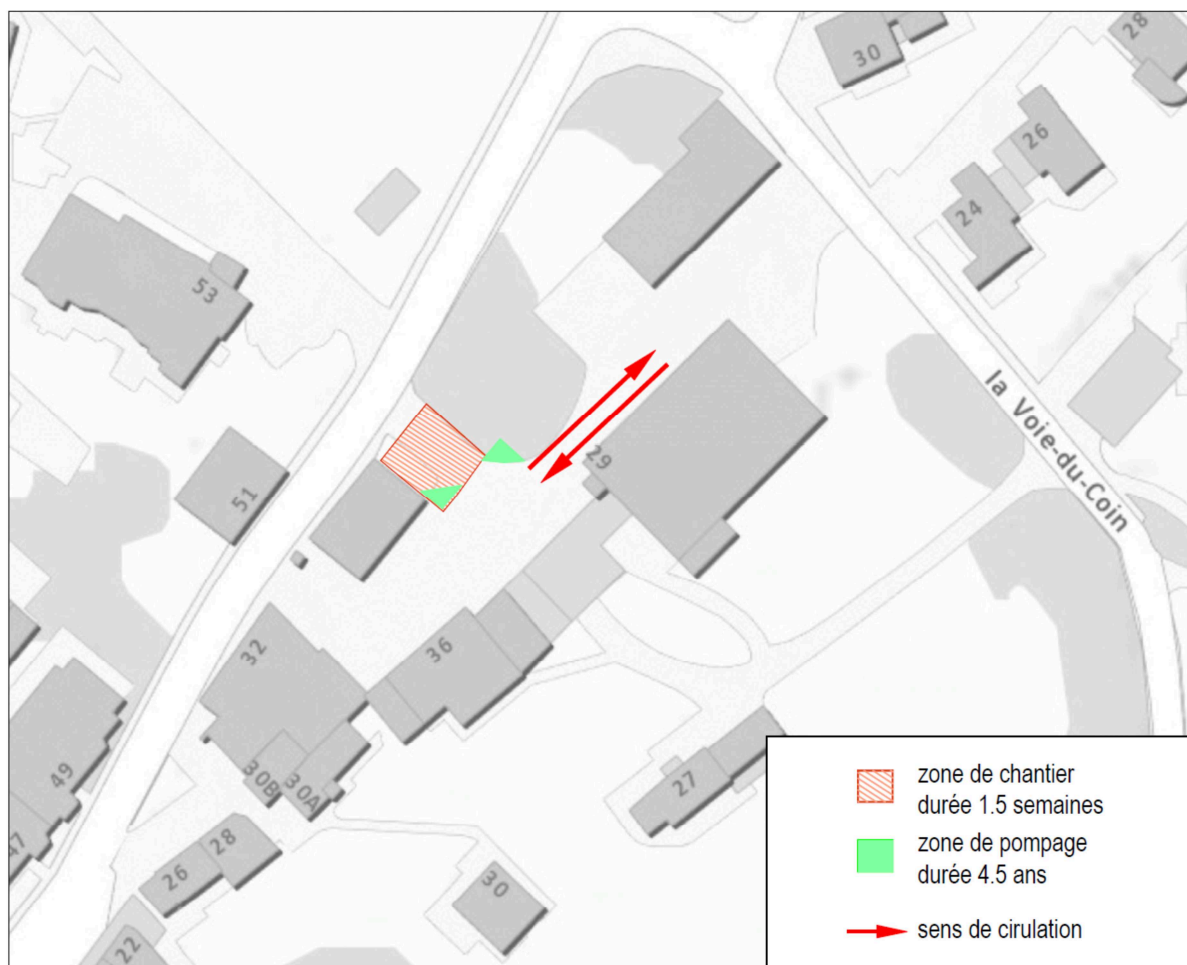 28
30
26
24
53
la Voie-du-Coin
29
51
36
32
49
30B
30A
27
47
28
26
30
22
zone de chantier
durée 1.5 semaines
zone de pompage
durée 4.5 ans
sens de cirulation